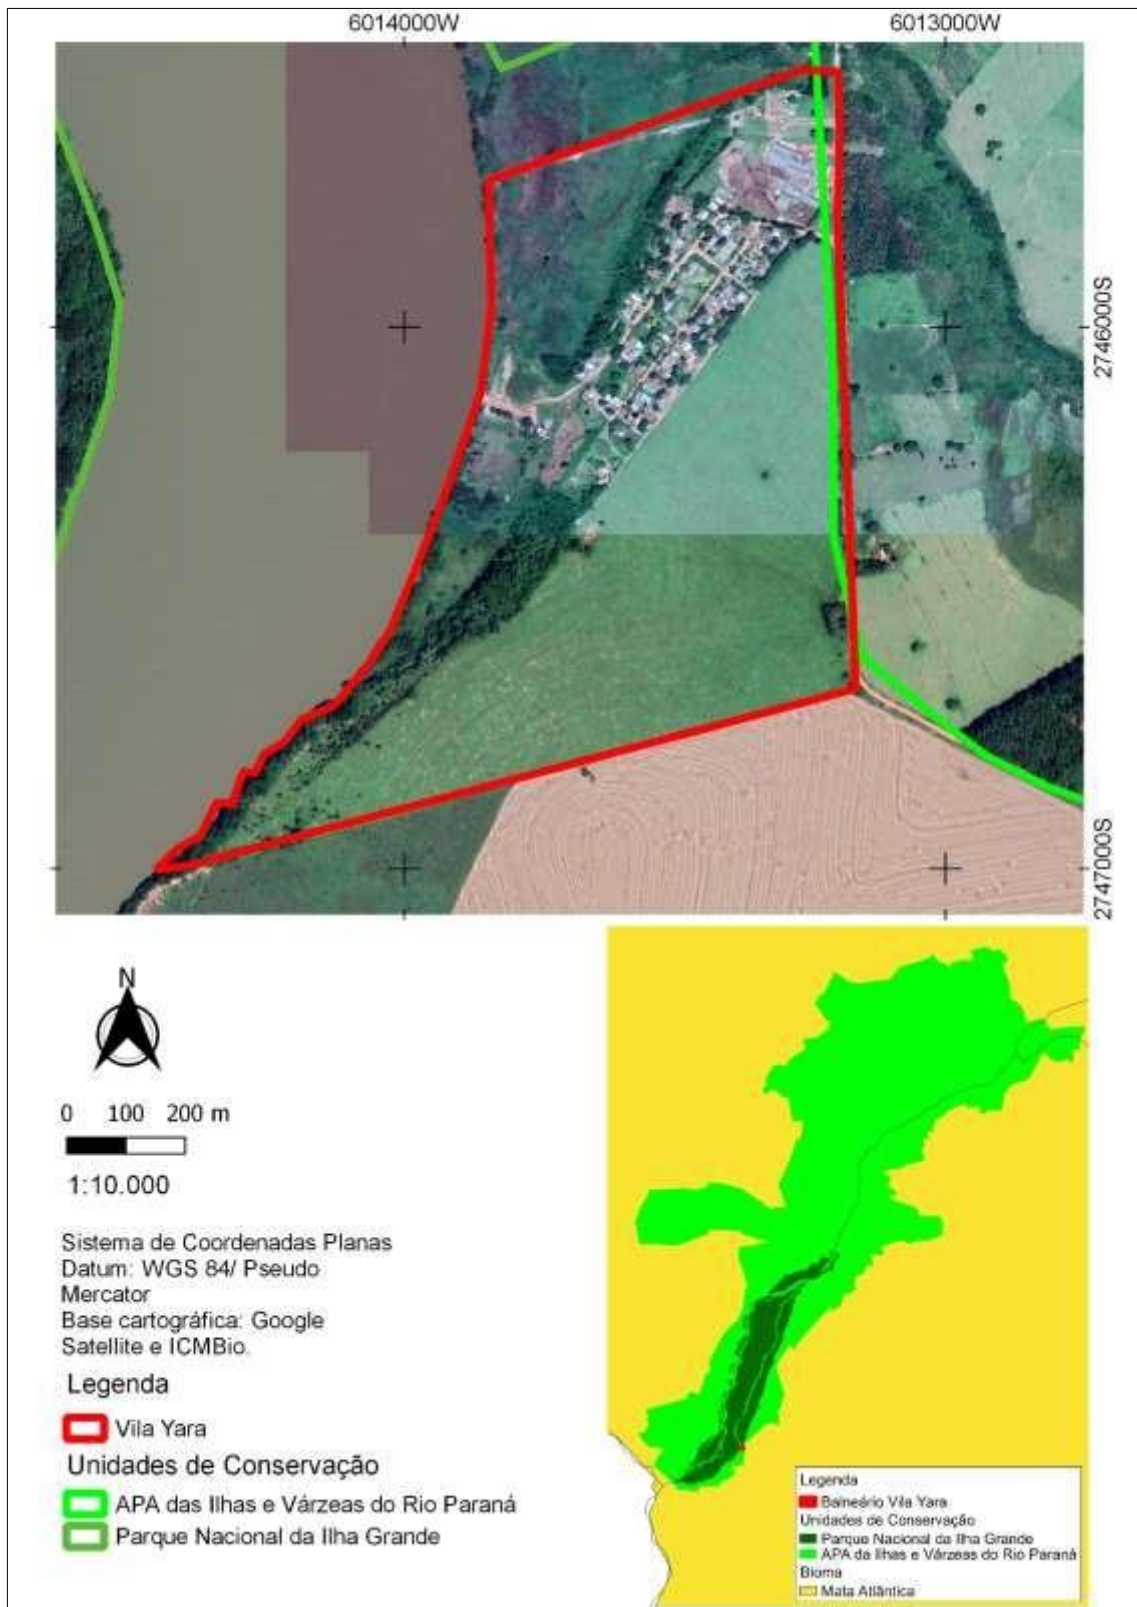 6014000W 6013000W
2746000S
2747000S
N
0 100 200 m
1:10.000
Sistema de Coordenadas Planas
Datum: WGS 84/ Pseudo
Mercator
Base cartográfica: Google
Satellite e ICMBio.
Legenda
Vila Yara
Unidades de Conservação
APA das Ilhas e Várzeas do Rio Paraná
Parque Nacional da Ilha Grande
Legenda
Balneário Vila Yara
Unidades de Conservação
Parque Nacional da Ilha Grande
APA da Ilhas e Várzeas do Rio Paraná
Bioma
Mata Atlântica